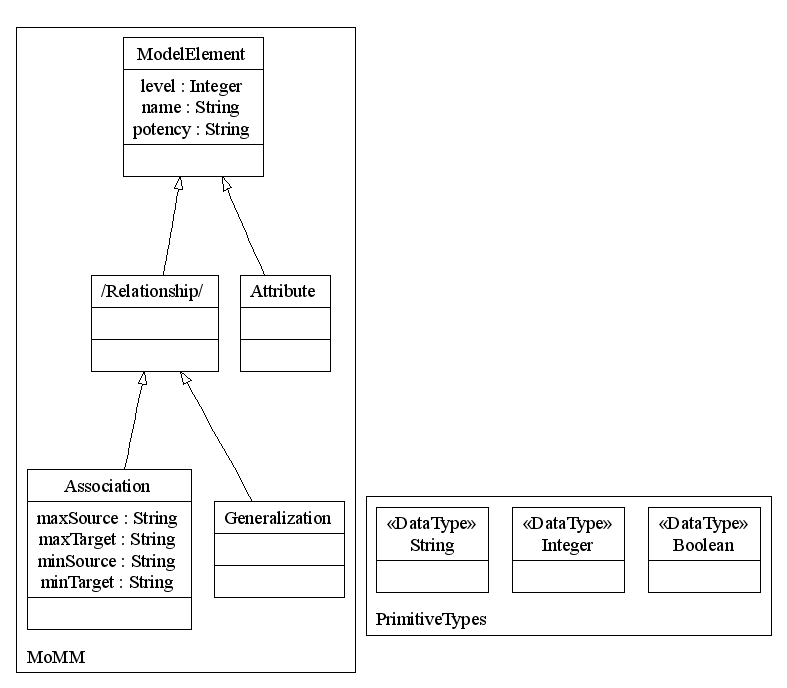 ModelElement
level : Integer
name : String
potency : String
/Relationship/
Attribute
Association
maxSource : String
maxTarget : String
minSource : String
minTarget : String
Generalization
MoMM
«DataType»
String
«DataType»
Integer
«DataType»
Boolean
PrimitiveTypes